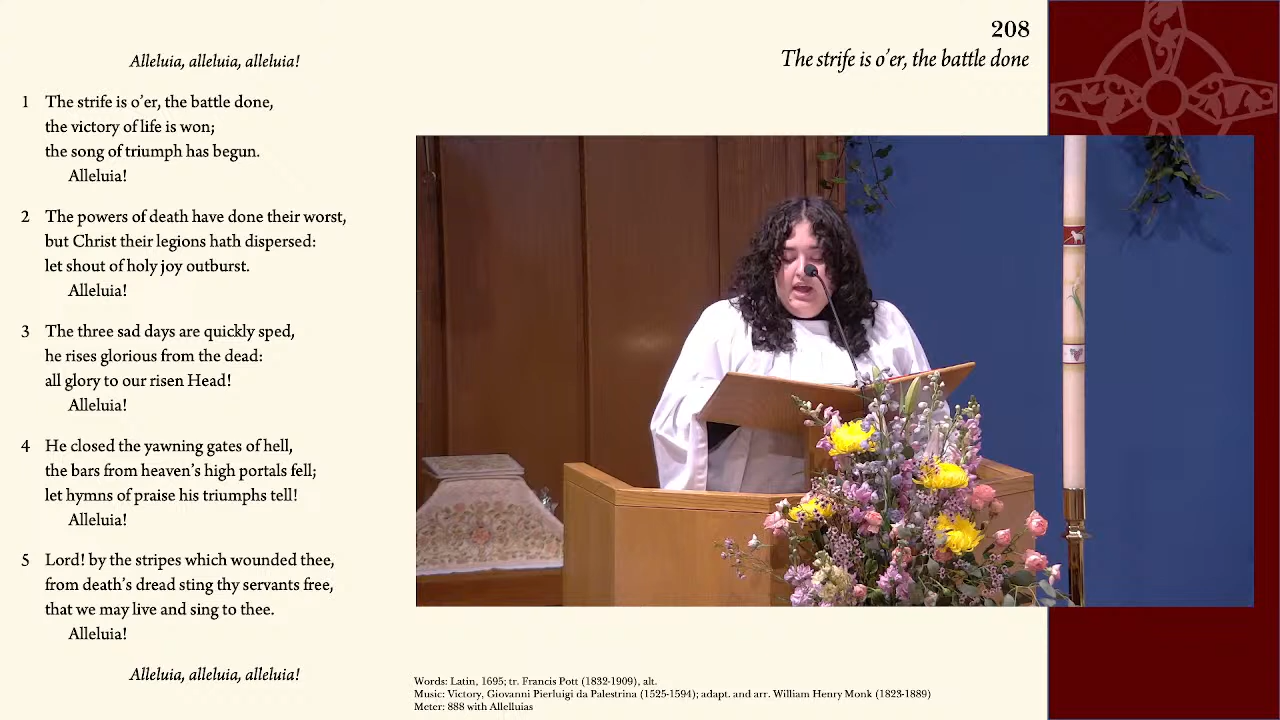 208
The strife is o’er, the battle done
Alleluia, alleluia, alleluia!
1 The strife is o’er, the battle done,
the victory of life is won;
the song of triumph has begun.
Alleluia!
2 The powers of death have done their worst,
but Christ their legions hath dispersed:
let shout of holy joy outburst.
Alleluia!
3 The three sad days are quickly sped,
he rises glorious from the dead:
all glory to our risen Head!
Alleluia!
4 He closed the yawning gates of hell,
the bars from heaven’s high portals fell;
let hymns of praise his triumphs tell!
Alleluia!
5 Lord! by the stripes which wounded thee,
from death’s dread sting thy servants free,
that we may live and sing to thee.
Alleluia!
Alleluia, alleluia, alleluia!
Words: Latin, 1695; tr. Francis Pott (1832-1909), alt.
Music: Victory, Giovanni Pierluigi da Palestrina (1525-1594); adapt. and arr. William Henry Monk (1823-1889)
Meter: 888 with Allelluias